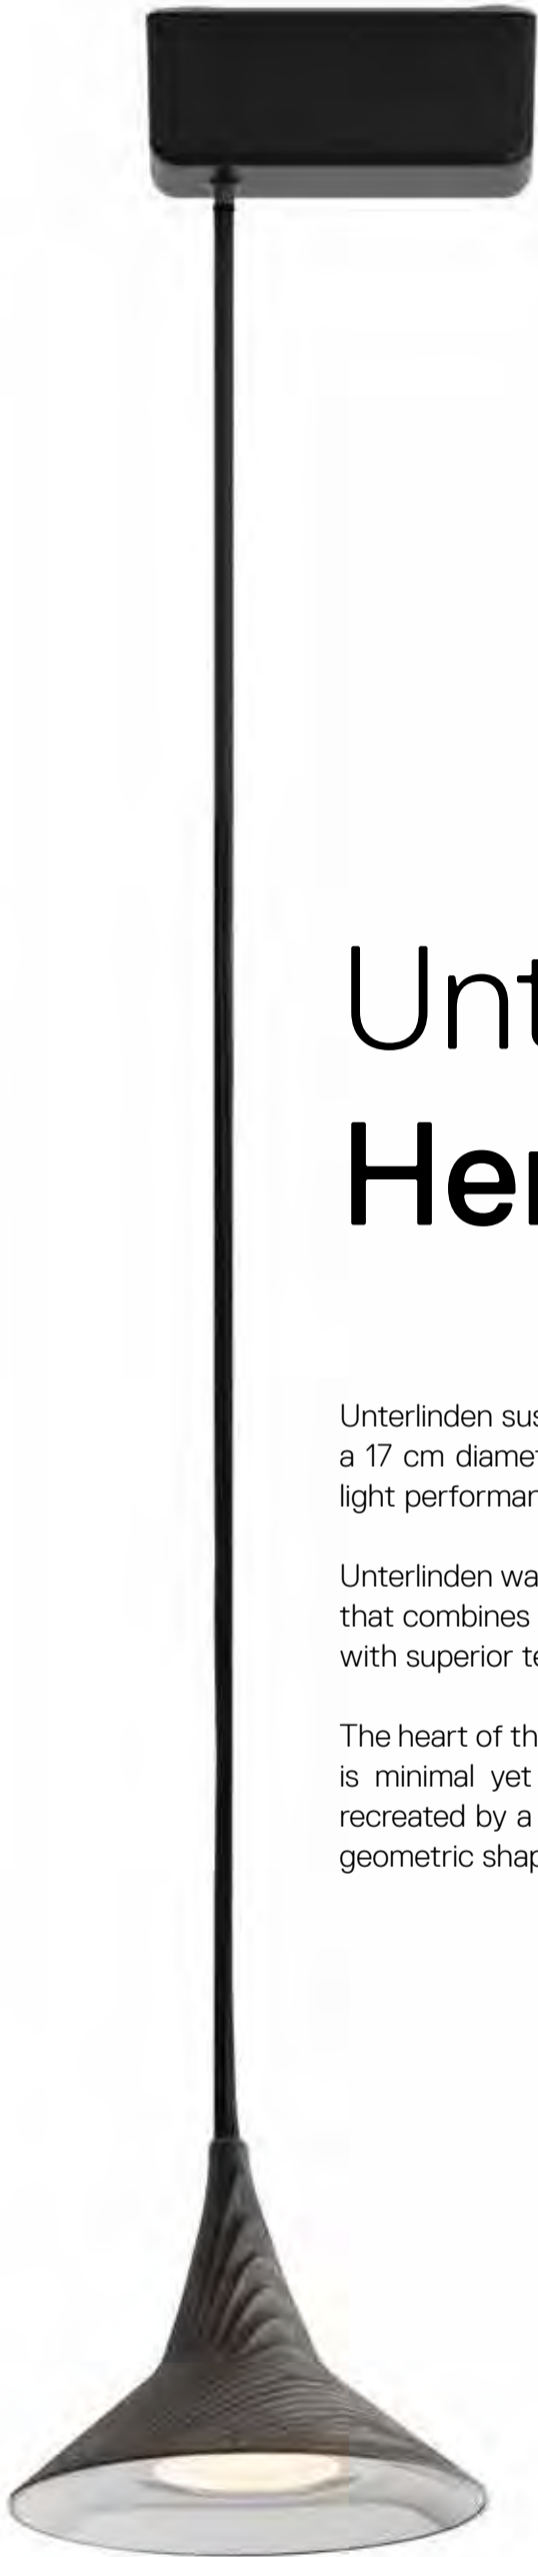 Unt
Her
Unterlinden sus
a 17 cm diamet
light performan
Unterlinden wa
that combines
with superior te
The heart of th
is minimal yet
recreated by a
geometric shap